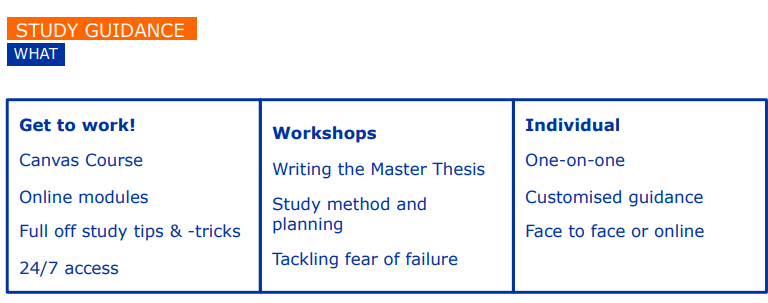 STUDY GUIDANCE
WHAT
Get to work!
Canvas Course
Online modules
Full off study tips & -tricks
24/7 access
Workshops
Writing the Master Thesis
Study method and
planning
Tackling fear of failure
Individual
One-on-one
Customised guidance
Face to face or online